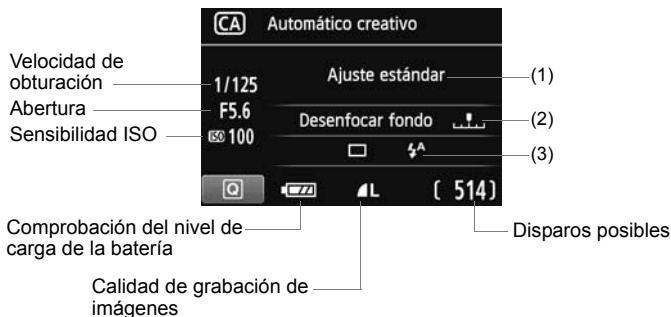 CA Automático creativo
Velocidad de
obturación
1/125
Ajuste estándar
(1)
Abertura
F5.6
Desenfocar fondo
(2)
Sensibilidad ISO
ISO 100
A
(3)
Q
L
[ 514]
Comprobación del nivel de
carga de la batería
Disparos posibles
Calidad de grabación de
imágenes